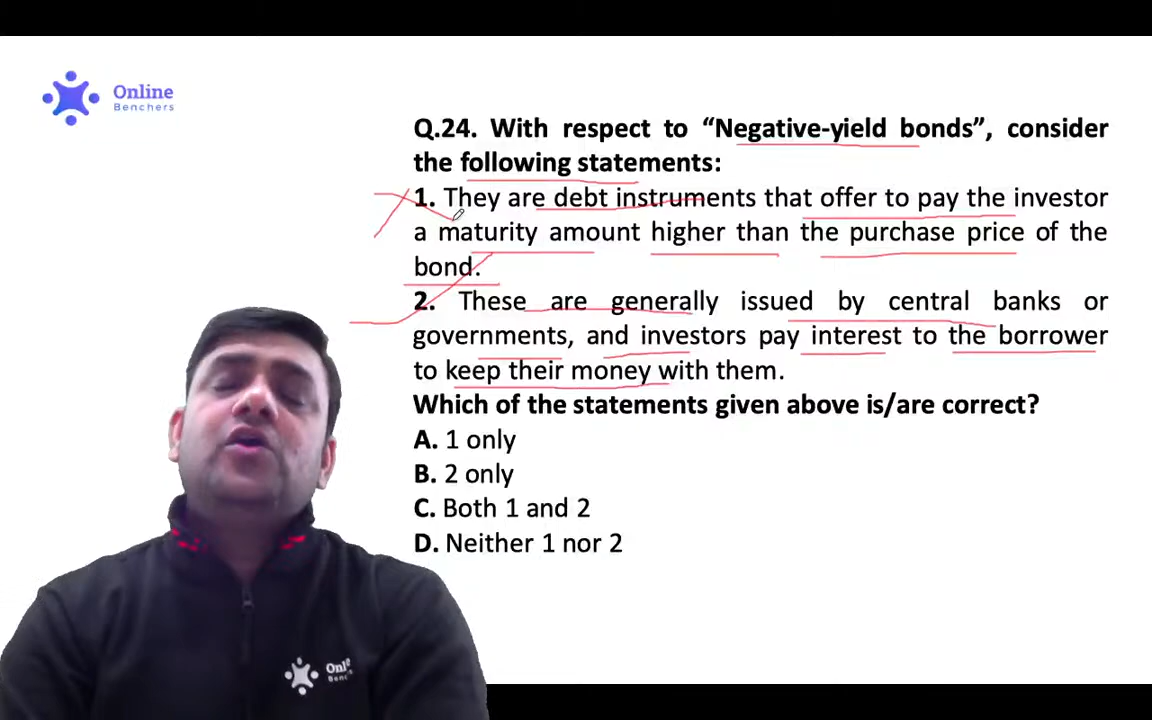 Online
Benchers
Q.24. With respect to “Negative-yield bonds”, consider
the following statements:
1. They are debt instruments that offer to pay the investor
a maturity amount higher than the purchase price of the
bond.
2. These are generally issued by central banks or
governments, and investors pay interest to the borrower
to keep their money with them.
Which of the statements given above is/are correct?
A. 1 only
B. 2 only
C. Both 1 and 2
D. Neither 1 nor 2